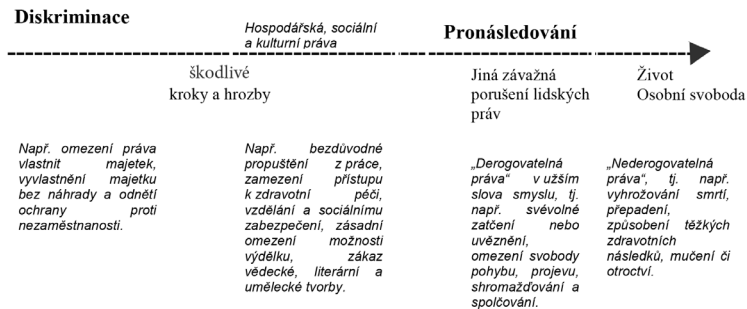 Diskriminace
Hospodářská, sociální
a kulturní práva
Pronásledování
škodlivé
kroky a hrozby
Jiná závažná
porušení lidských
práv
Život
Osobní svoboda
Např. omezení práva
vlastnit majetek,
vyvlastnění majetku
bez náhrady a odnětí
ochrany proti
nezaměstnanosti.
Např. bezdůvodné
propuštění z práce,
zamezení přístupu
k zdravotní péči,
vzdělání a sociálnímu
zabezpečení, zásadní
omezení možnosti
výdělku, zákaz
vědecké, literární a
umělecké tvorby.
„Derogovatelná
práva“ v užším
slova smyslu, tj.
např. svévolné
zatčení nebo
uvěznění,
omezení svobody
pohybu, projevu,
shromažďování a
spolčování.
„Nederogovatelná
práva“, tj. např.
vyhrožování smrtí,
přepadení,
způsobení těžkých
zdravotních
následků, mučení či
otroctví.